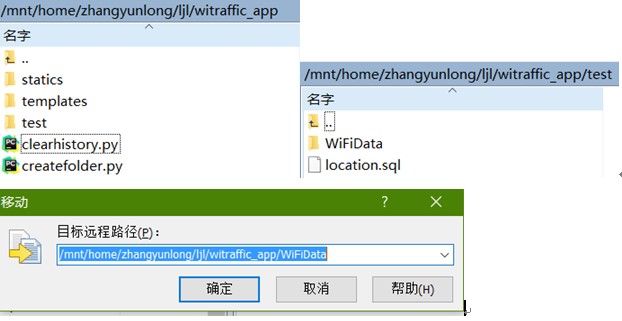 /mnt/home/zhangyunlong/ljl/witraffic_app
名字
..
statics
templates
test
clearhistory.py
createfolder.py
/mnt/home/zhangyunlong/ljl/witraffic_app/test
名字
..
WiFiData
location.sql
移动
? ×
目标远程路径(P):
/mnt/home/zhangyunlong/ljl/witraffic_app/WiFiData
确定 取消 帮助(H)